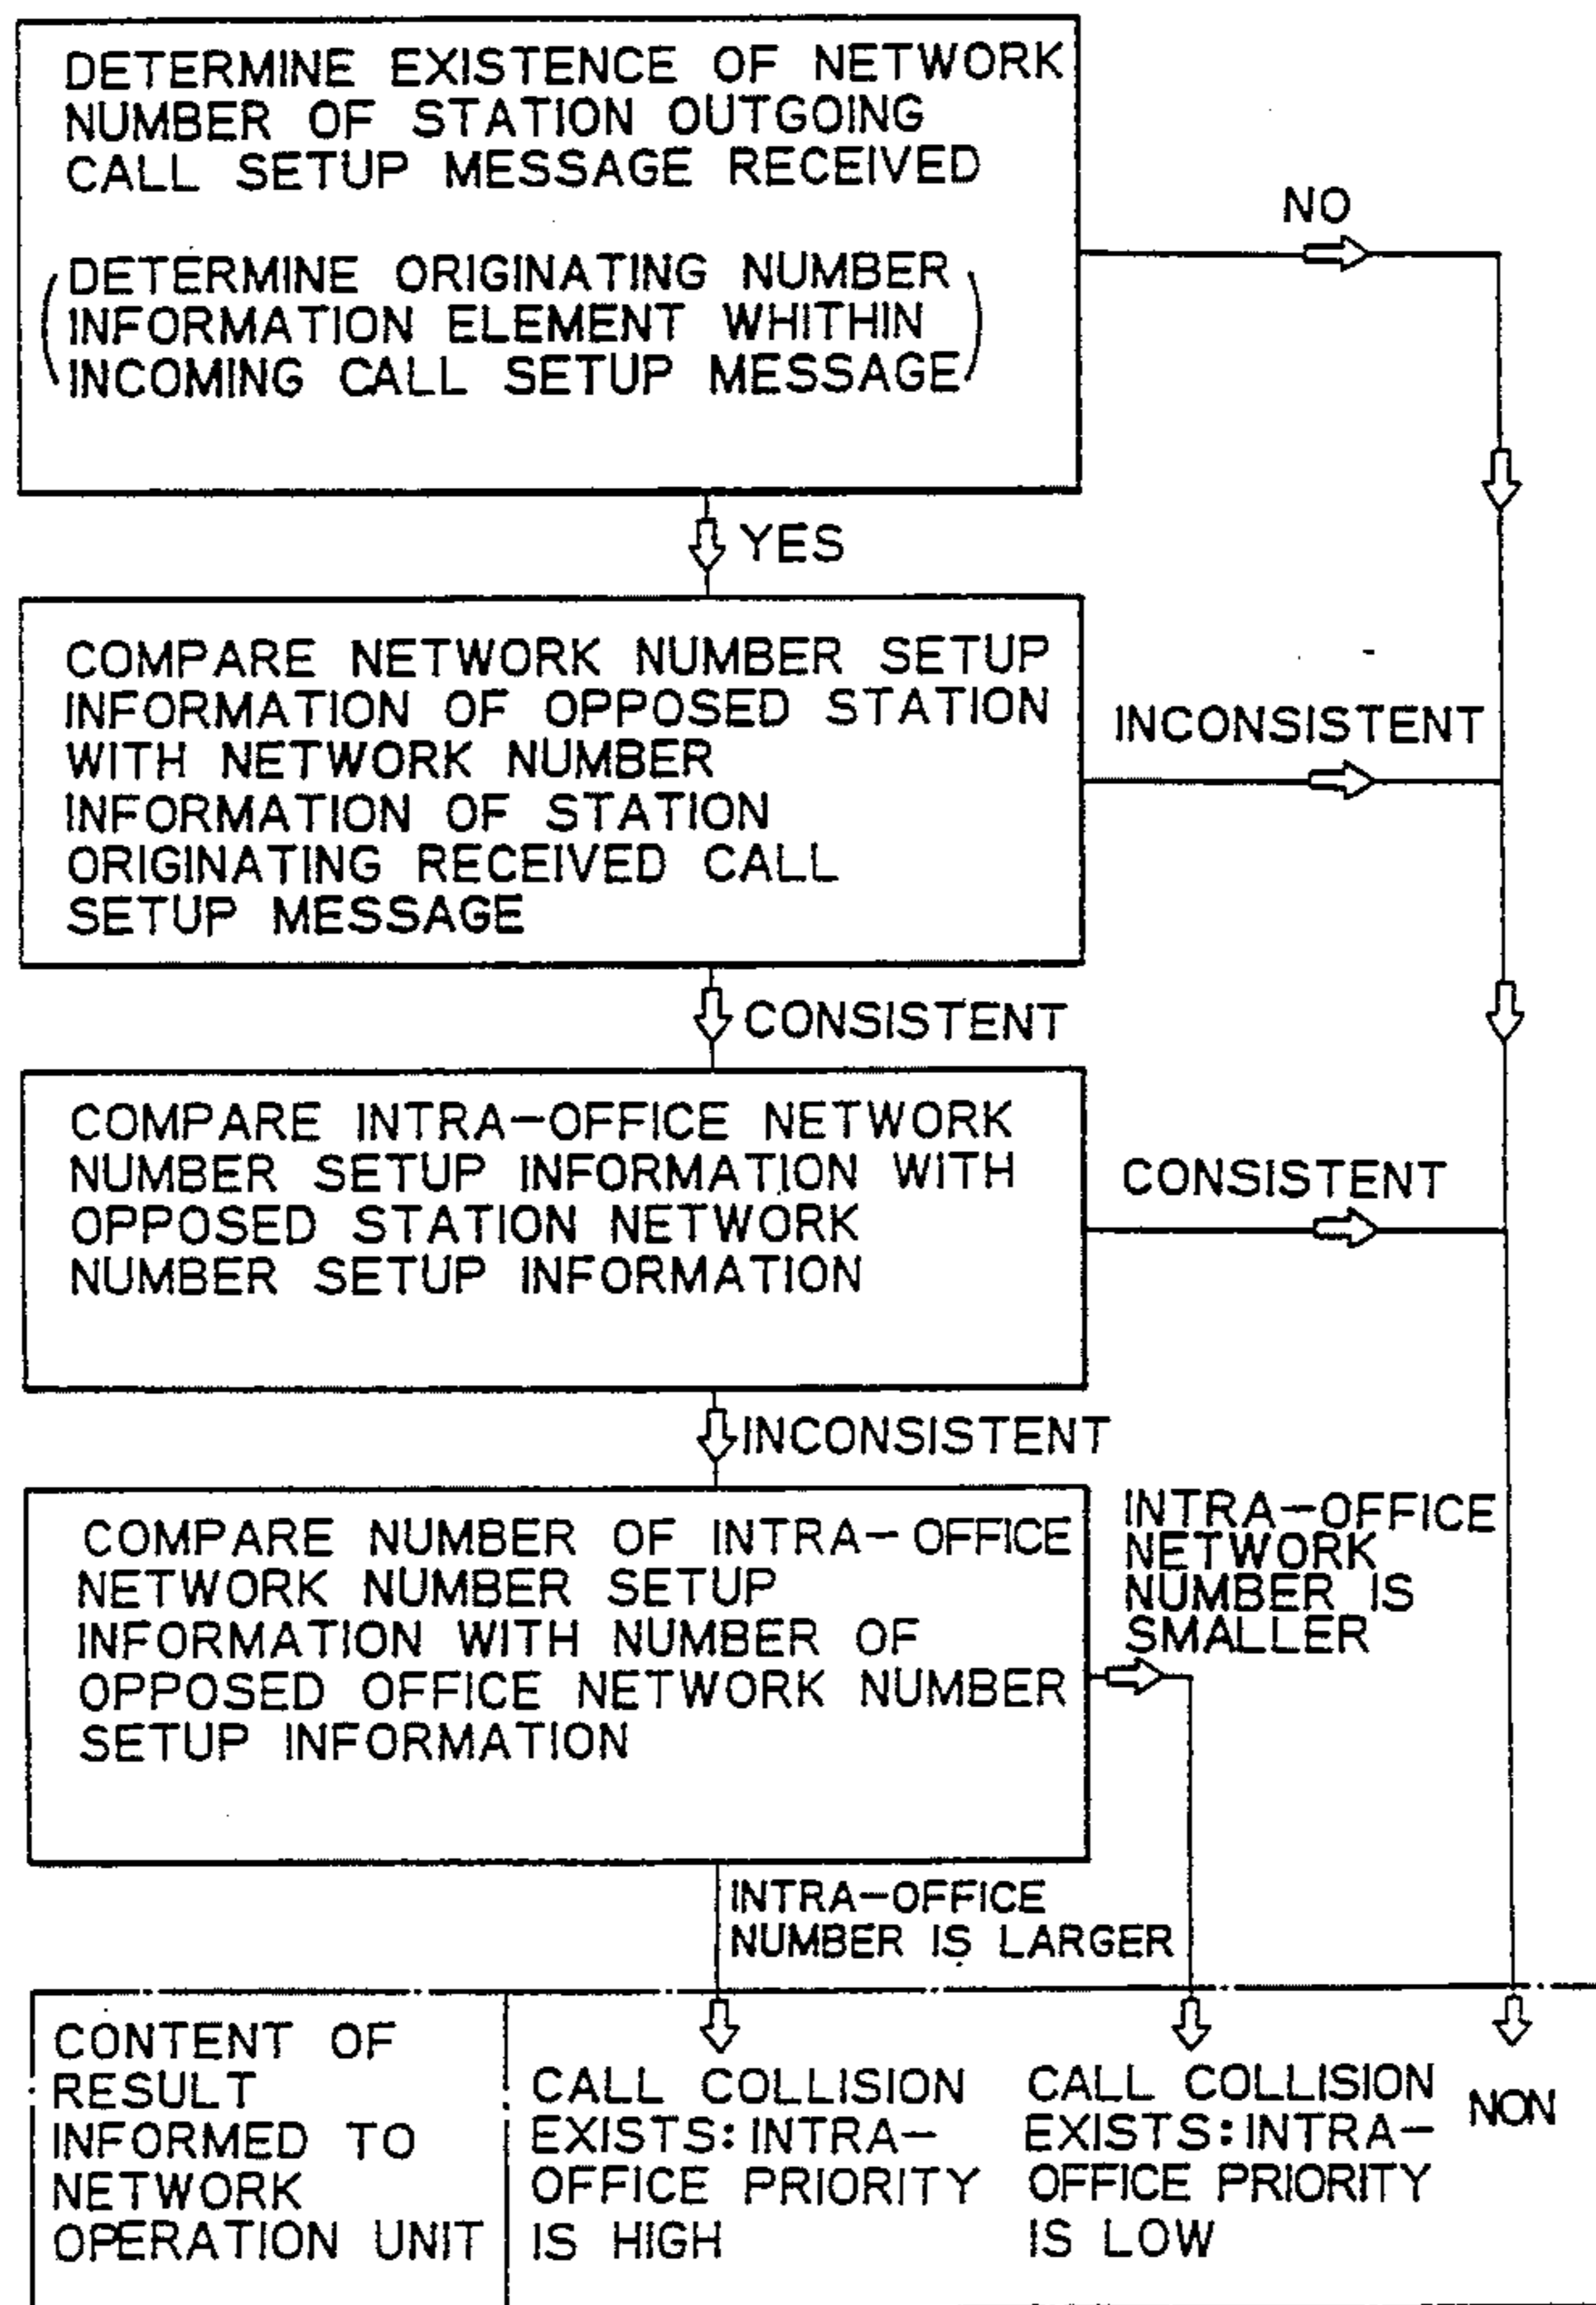 DETERMINE EXISTENCE OF NETWORK
NUMBER OF STATION OUTGOING
CALL SETUP MESSAGE RECEIVED
NO
(DETERMINE ORIGINATING NUMBER
INFORMATION ELEMENT WHITHIN
INCOMING CALL SETUP MESSAGE)
YES
COMPARE NETWORK NUMBER SETUP
INFORMATION OF OPPOSED STATION
WITH NETWORK NUMBER
INFORMATION OF STATION
ORIGINATING RECEIVED CALL
SETUP MESSAGE
INCONSISTENT
CONSISTENT
COMPARE INTRA-OFFICE NETWORK
NUMBER SETUP INFORMATION WITH
OPPOSED STATION NETWORK
NUMBER SETUP INFORMATION
CONSISTENT
INCONSISTENT
COMPARE NUMBER OF INTRA-OFFICE
NETWORK NUMBER SETUP
INFORMATION WITH NUMBER OF
OPPOSED OFFICE NETWORK NUMBER
SETUP INFORMATION
INTRA-OFFICE
NETWORK
NUMBER IS
SMALLER
INTRA-OFFICE
NUMBER IS LARGER
CONTENT OF
RESULT
INFORMED TO
NETWORK
OPERATION UNIT
CALL COLLISION
EXISTS:INTRA-
OFFICE PRIORITY
IS HIGH
CALL COLLISION
EXISTS:INTRA-
OFFICE PRIORITY
IS LOW
NON